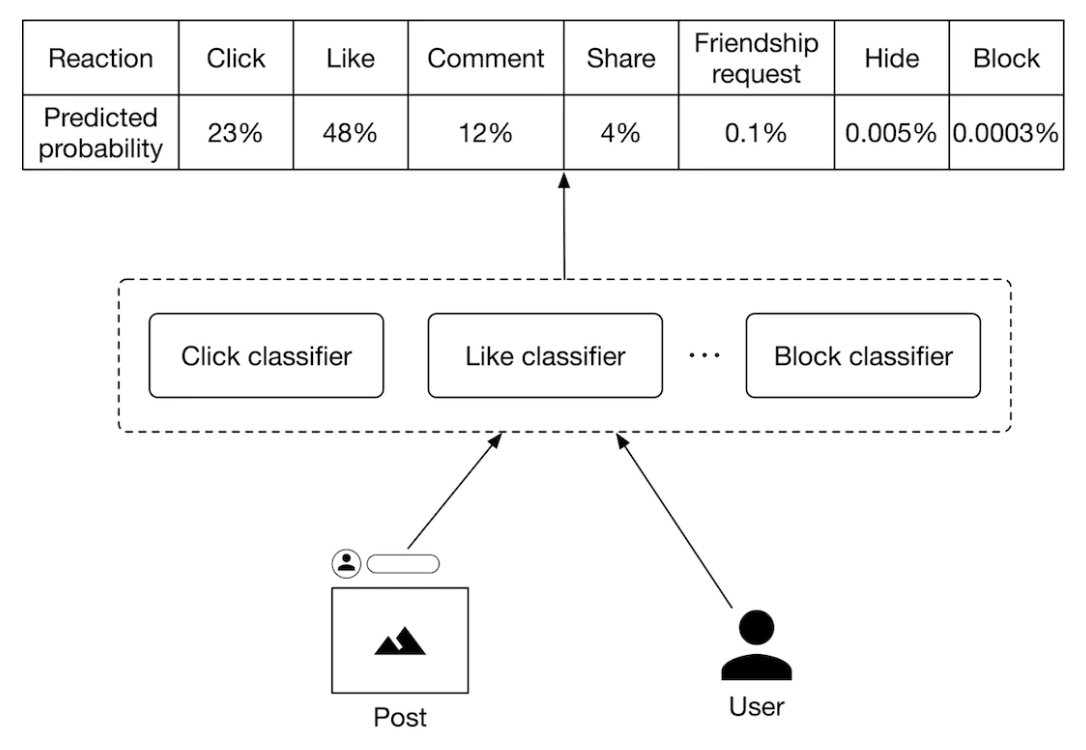 Reaction Click Like Comment Share Friendship request Hide Block
Predicted probability 23% 48% 12% 4% 0.1% 0.005% 0.0003%
Click classifier Like classifier ... Block classifier
Post
User